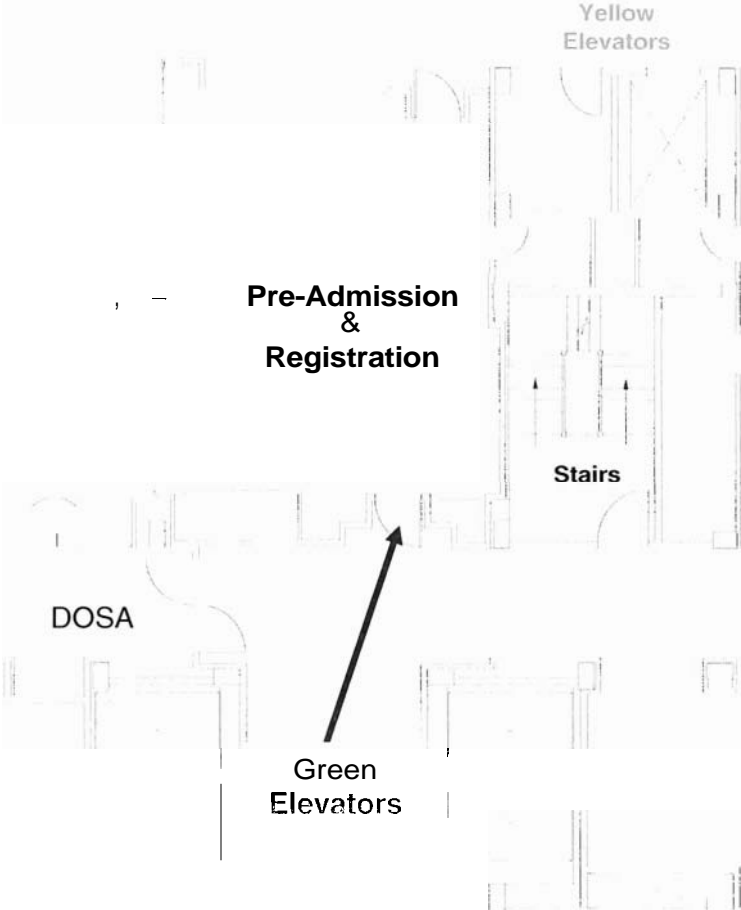 Yellow
Elevators
Pre-Admission
&
Registration
Stairs
DOSA
Green
Elevators